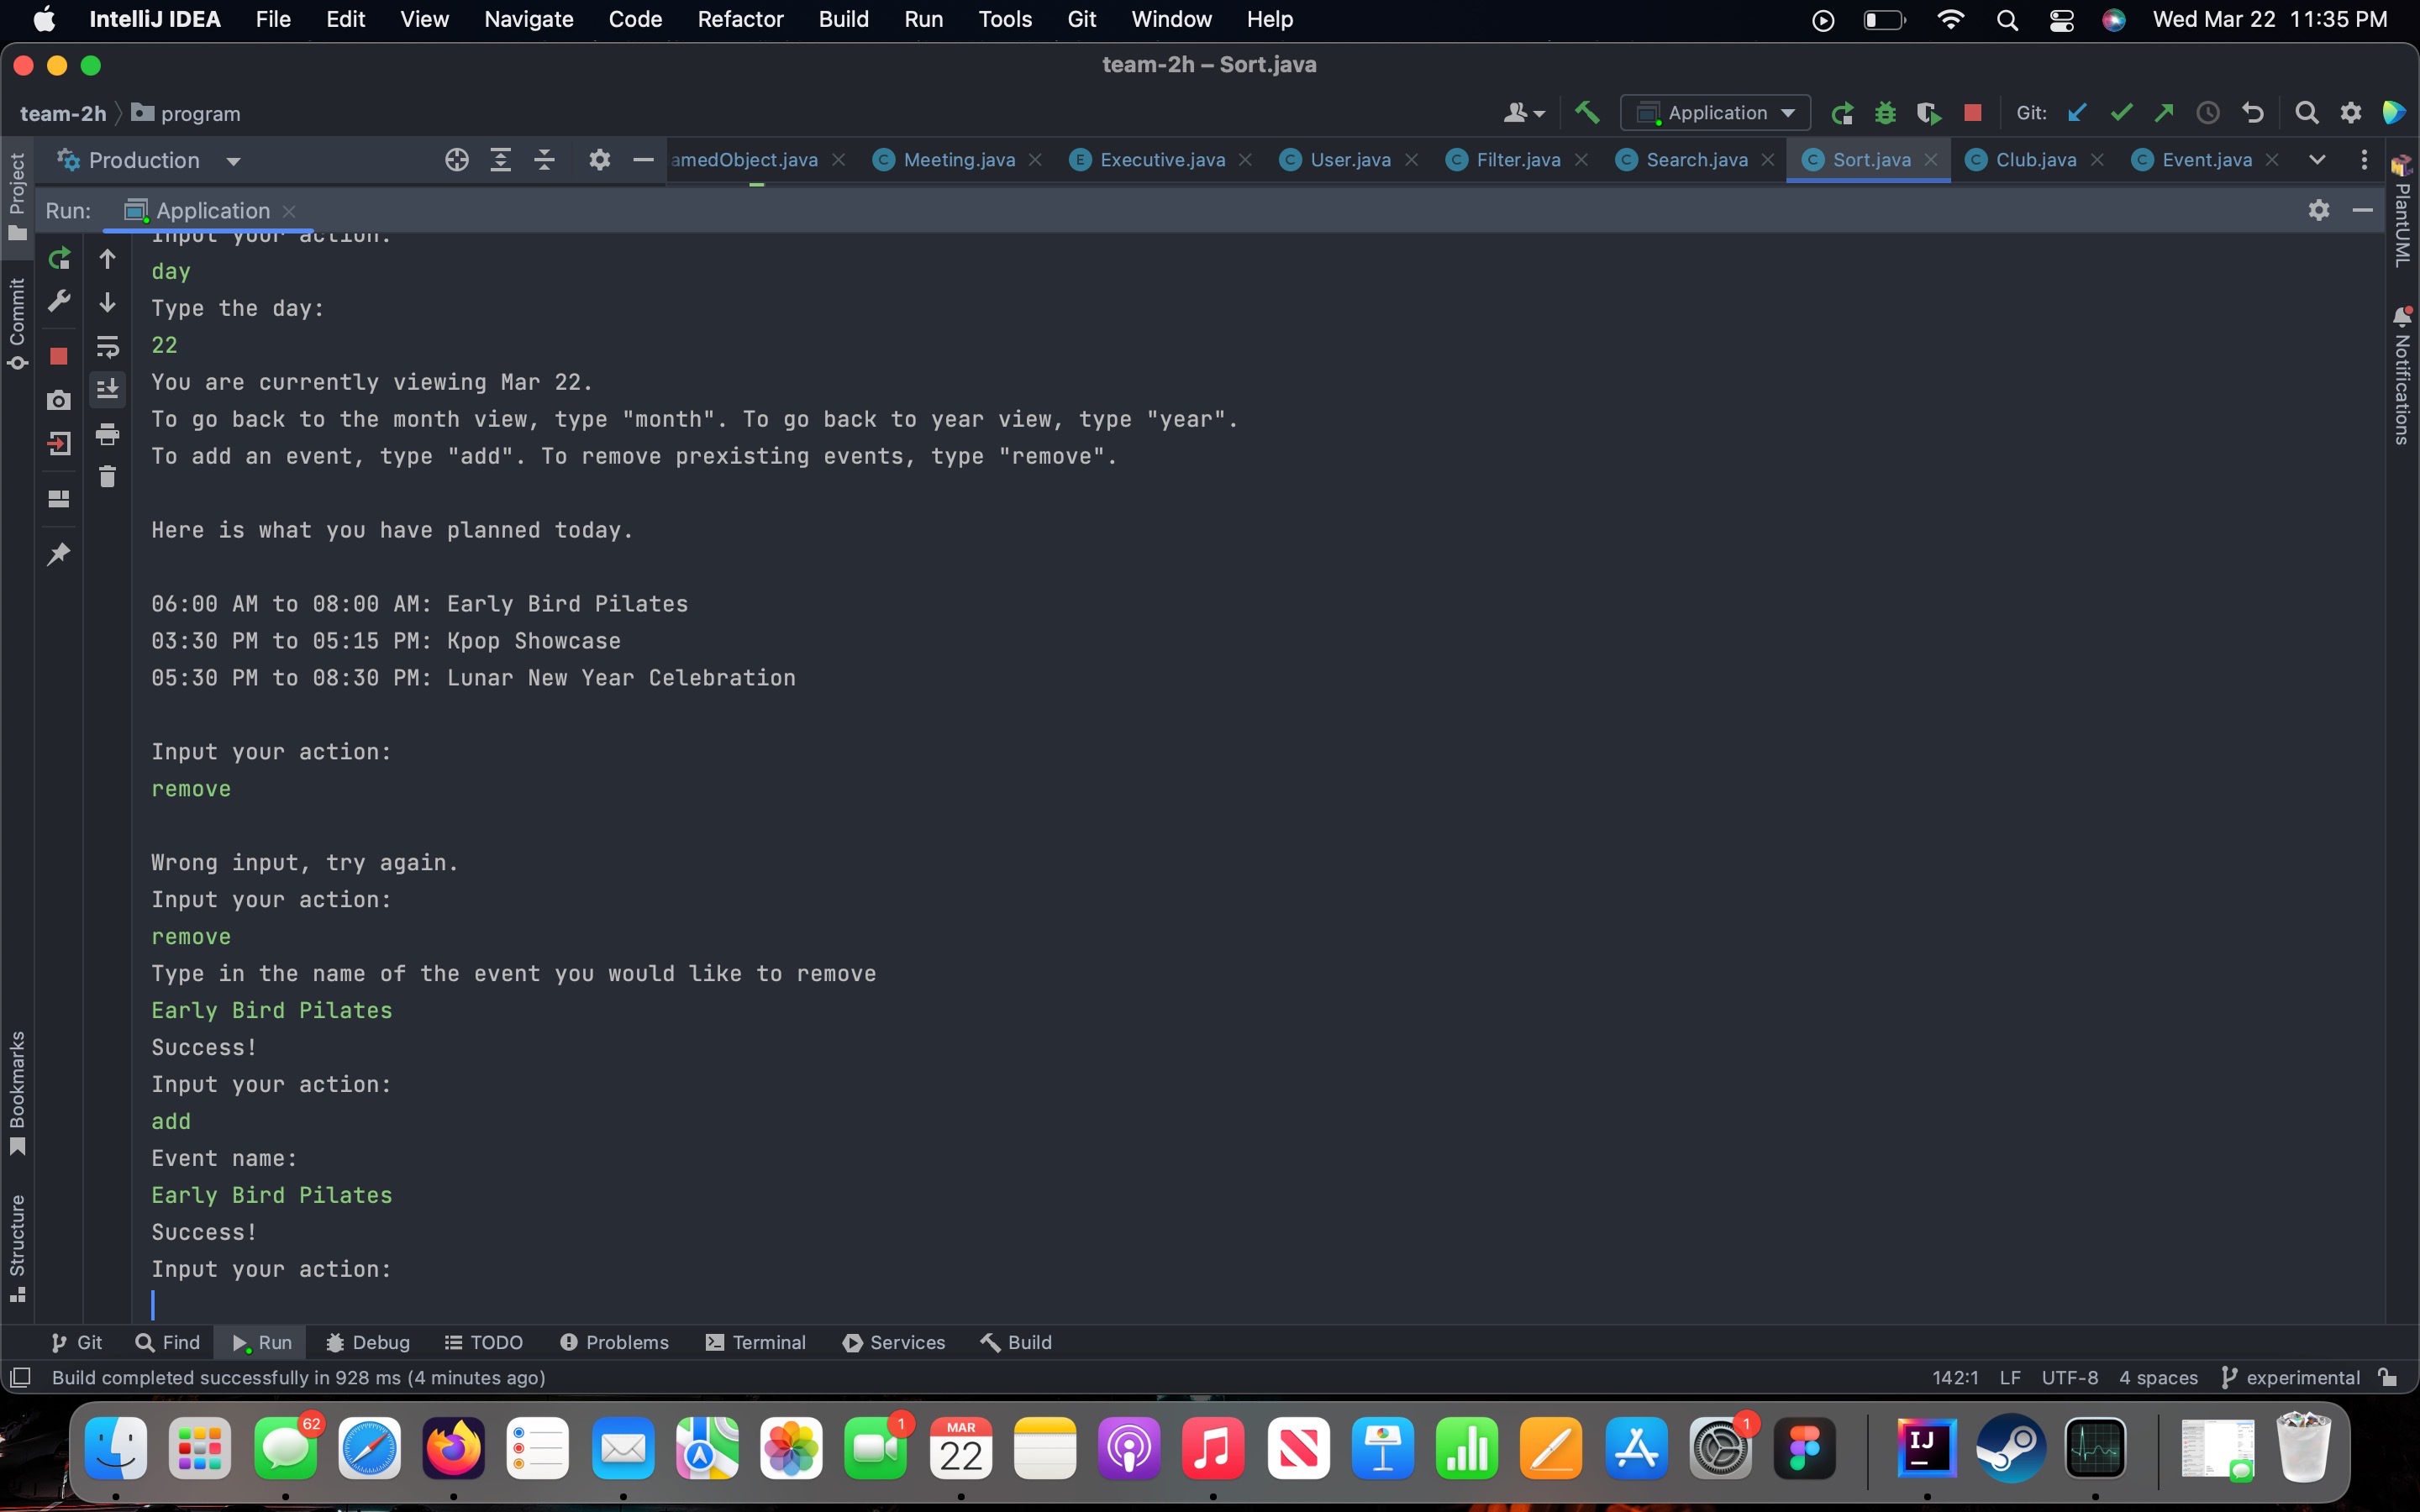 IntelliJ IDEA File Edit View Navigate Code Refactor Build Run Tools Git Window Help Wed Mar 22 11:35 PM
team-2h – Sort.java
team-2h program Application Git:
Project Production amedObject.java Meeting.java Executive.java User.java Filter.java Search.java Sort.java Club.java Event.java
Run: Application
PlantUML
Notifications
Commit
Bookmarks
Structure
Input your action:
day
Type the day:
22
You are currently viewing Mar 22.
To go back to the month view, type "month". To go back to year view, type "year".
To add an event, type "add". To remove prexisting events, type "remove".
Here is what you have planned today.
06:00 AM to 08:00 AM: Early Bird Pilates
03:30 PM to 05:15 PM: Kpop Showcase
05:30 PM to 08:30 PM: Lunar New Year Celebration
Input your action:
remove
Wrong input, try again.
Input your action:
remove
Type in the name of the event you would like to remove
Early Bird Pilates
Success!
Input your action:
add
Event name:
Early Bird Pilates
Success!
Input your action:
Git Find Run Debug TODO Problems Terminal Services Build
Build completed successfully in 928 ms (4 minutes ago) 142:1 LF UTF-8 4 spaces experimental
62 1 MAR 22 1 IJ